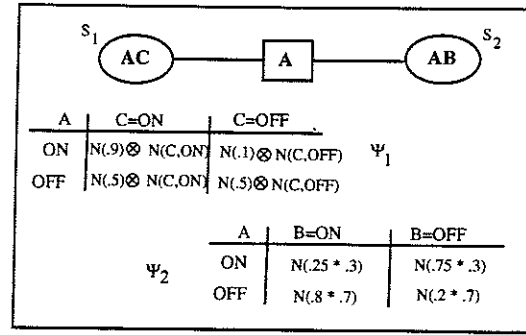 S1 S2
AC A AB
A C=ON C=OFF
ON N(.9)⊗ N(C,ON) N(.1)⊗ N(C,OFF) Ψ1
OFF N(.5)⊗ N(C,ON) N(.5)⊗ N(C,OFF)
A B=ON B=OFF
Ψ2 ON N(.25 * .3) N(.75 * .3)
OFF N(.8 * .7) N(.2 * .7)